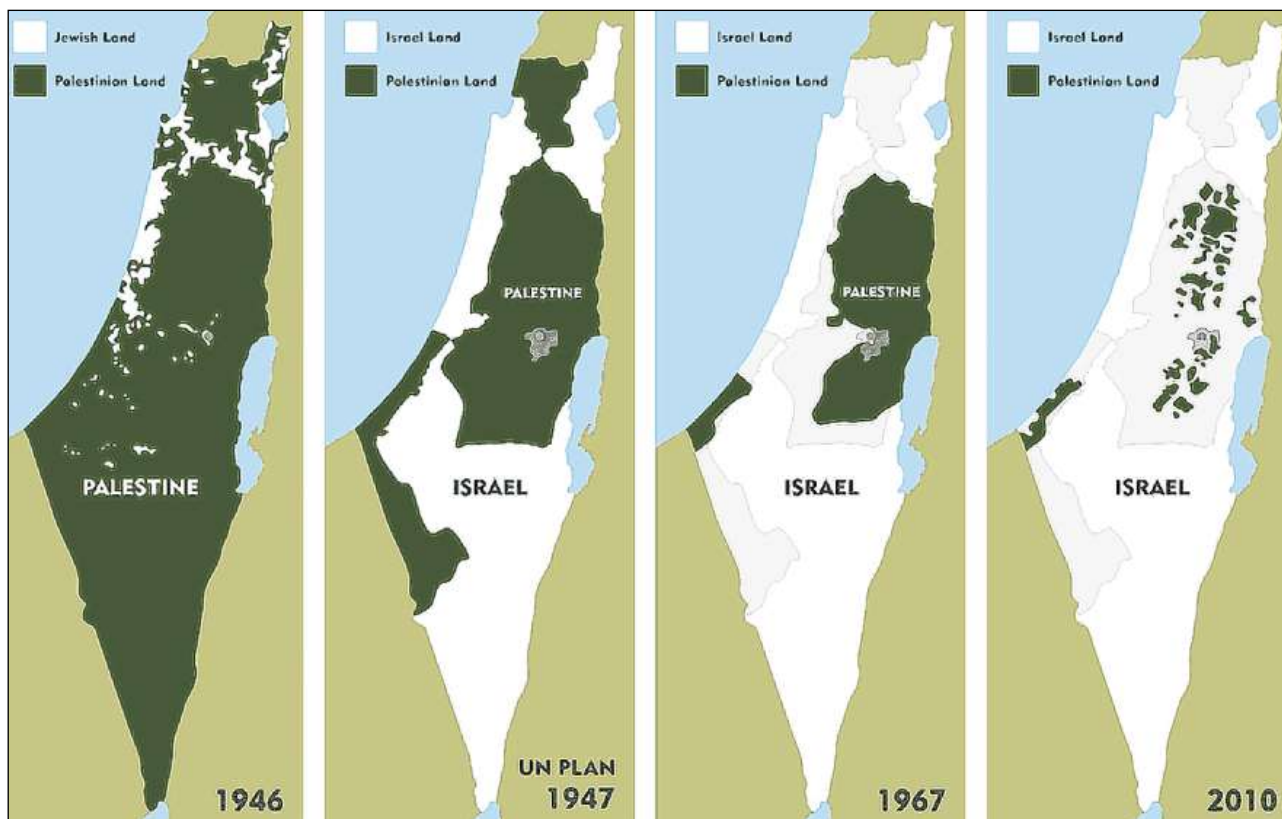 Jewish Land
Palestinian Land
PALESTINE
1946
Israel Land
Palestinian Land
PALESTINE
ISRAEL
UN PLAN
1947
Israel Land
Palestinian Land
PALESTINE
ISRAEL
1967
Israel Land
Palestinian Land
ISRAEL
2010